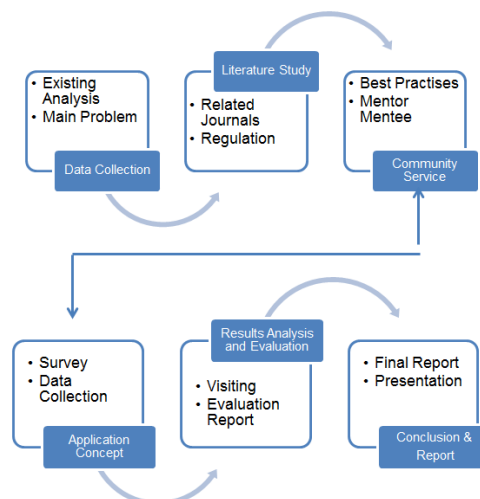 • Existing
Analysis
• Main Problem
Data Collection
Literature Study
• Related
Journals
• Regulation
• Best Practises
• Mentor
Mentee
Community
Service
• Survey
• Data
Collection
Application
Concept
Results Analysis
and Evaluation
• Visiting
• Evaluation
Report
• Final Report
• Presentation
Conclusion &
Report